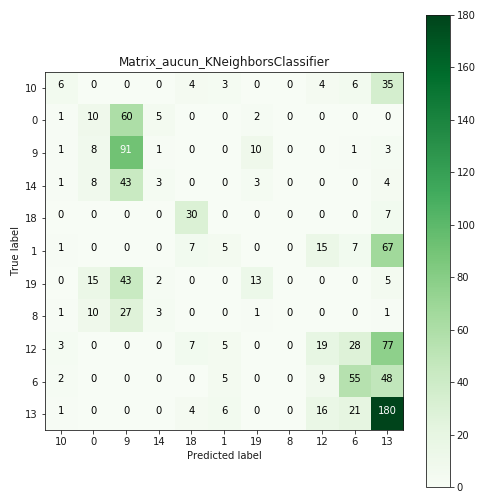 Matrix_aucun_KNeighborsClassifier
10 6 0 0 0 4 3 0 0 4 6 35
0 1 10 60 5 0 0 2 0 0 0 0
9 1 8 91 1 0 0 10 0 0 1 3
14 1 8 43 3 0 0 3 0 0 0 4
18 0 0 0 0 30 0 0 0 0 0 7
1 1 0 0 0 7 5 0 0 15 7 67
19 0 15 43 2 0 0 13 0 0 0 5
8 1 10 27 3 0 0 1 0 0 0 1
12 3 0 0 0 7 5 0 0 19 28 77
6 2 0 0 0 0 5 0 0 9 55 48
13 1 0 0 0 4 6 0 0 16 21 180
10 0 9 14 18 1 19 8 12 6 13
Predicted label
True label
180
160
140
120
100
80
60
40
20
0